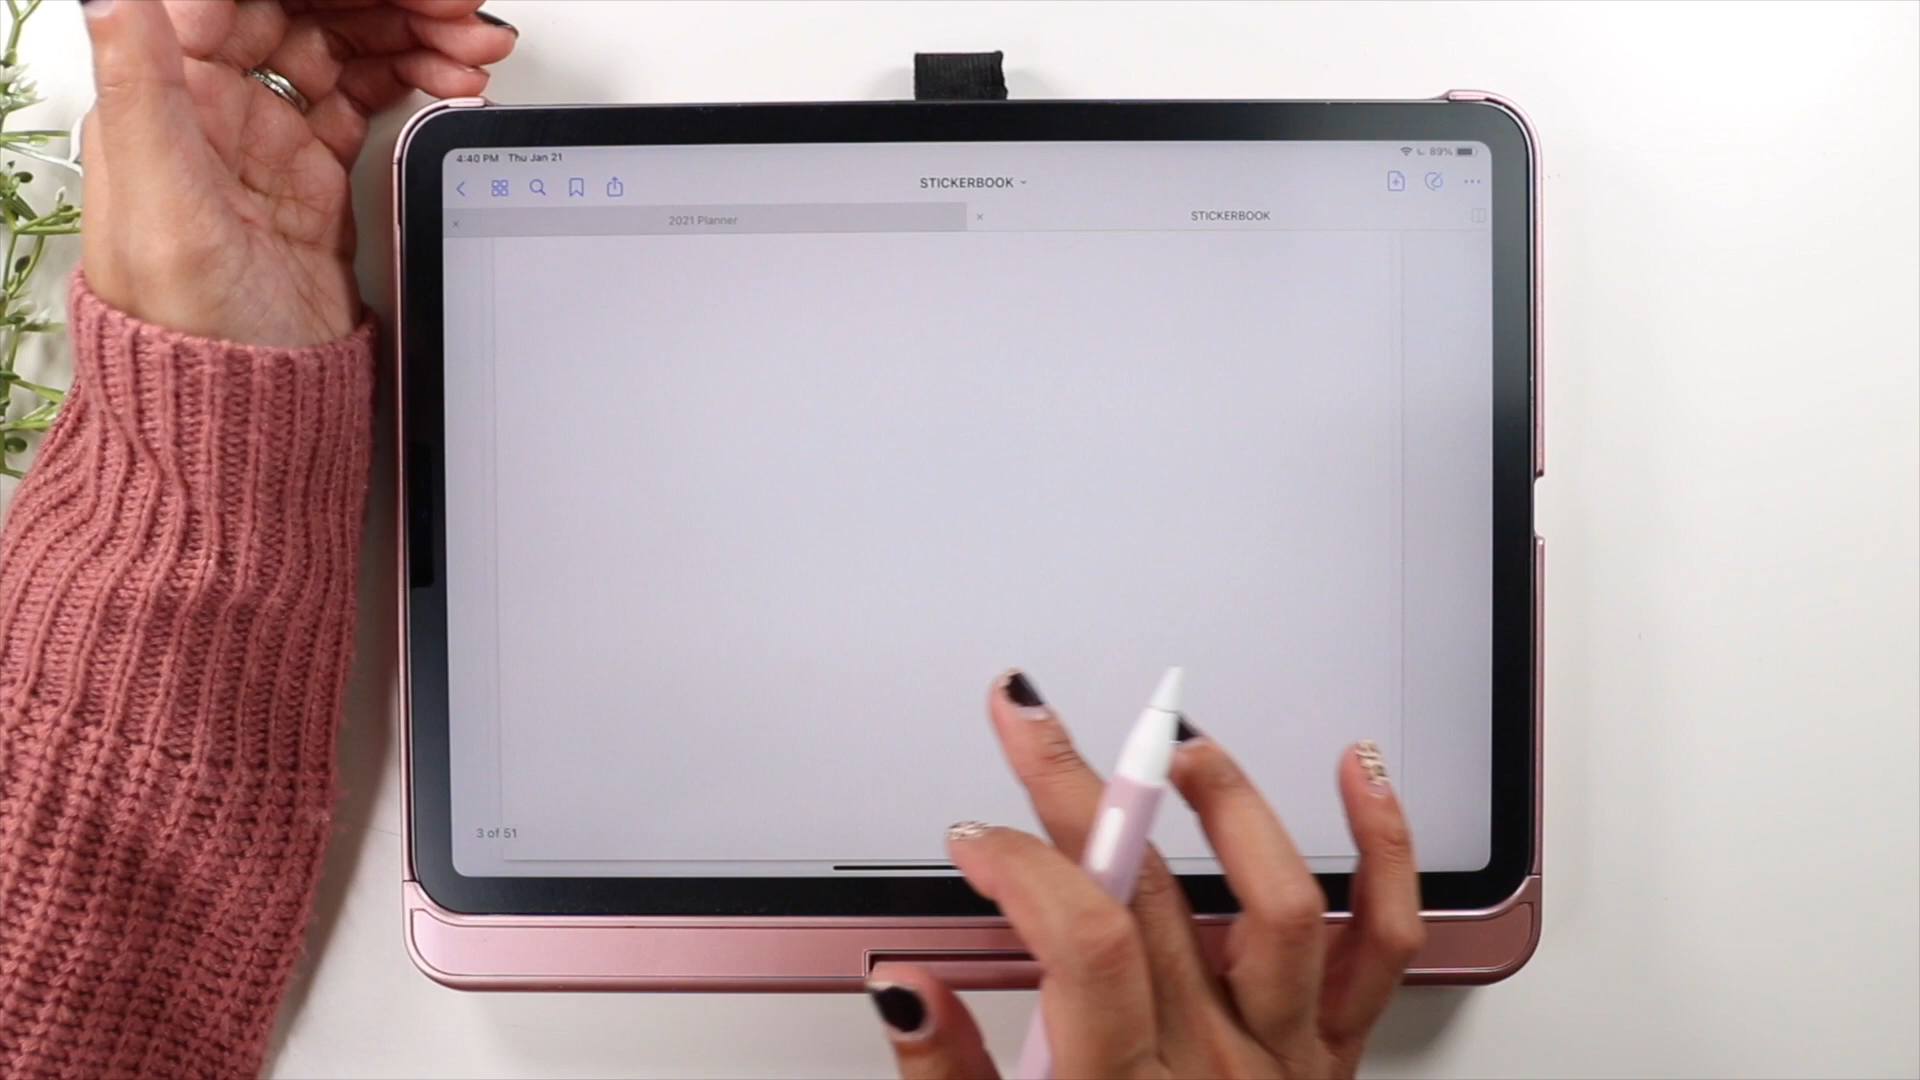 4:40 PM Thu Jan 21
89%
STICKERBOOK
2021 Planner
STICKERBOOK
3 of 51